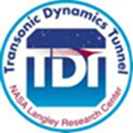 Transonic Dynamics Tunnel
TDT
NASA Langley Research Center